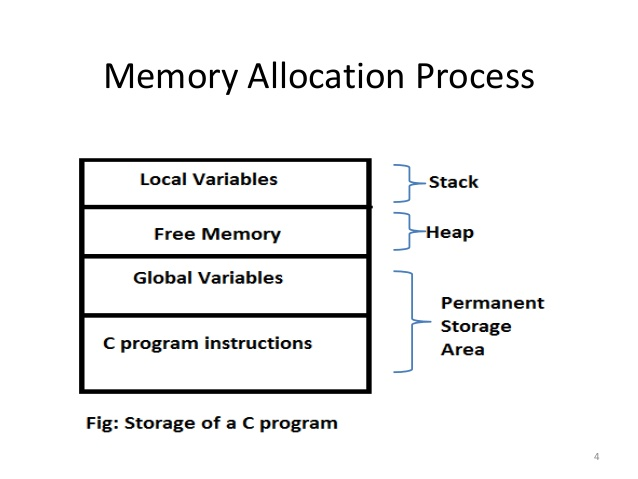 Memory Allocation Process
Local Variables
Stack
Free Memory
Heap
Global Variables
Permanent
Storage
Area
C program instructions
Fig: Storage of a C program
4